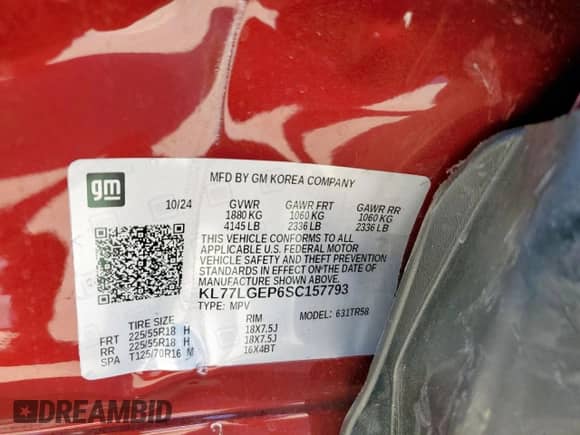 gm
MFD BY GM KOREA COMPANY
10/24
GVWR GAWR FRT GAWR RR
1880 KG 1060 KG 1060 KG
4145 LB 2336 LB 2336 LB
THIS VEHICLE CONFORMS TO ALL
APPLICABLE U.S. FEDERAL MOTOR
VEHICLE SAFETY AND THEFT PREVENTION
STANDARDS IN EFFECT ON THE DATE OF
MANUFACTURE SHOWN ABOVE.
KL77LGEP6SC157793
TYPE: MPV MODEL: 631TR58
TIRE SIZE RIM
FRT 225/55R18 H 18X7.5J
RR 225/55R18 H 18X7.5J
SPA T125/70R16 M 16X4BT
DREAMBID